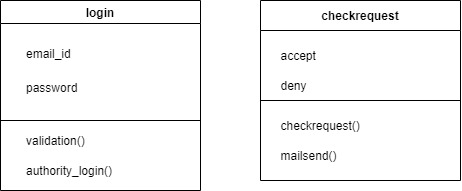 login
email_id
password
validation()
authority_login()
checkrequest
accept
deny
checkrequest()
mailsend()